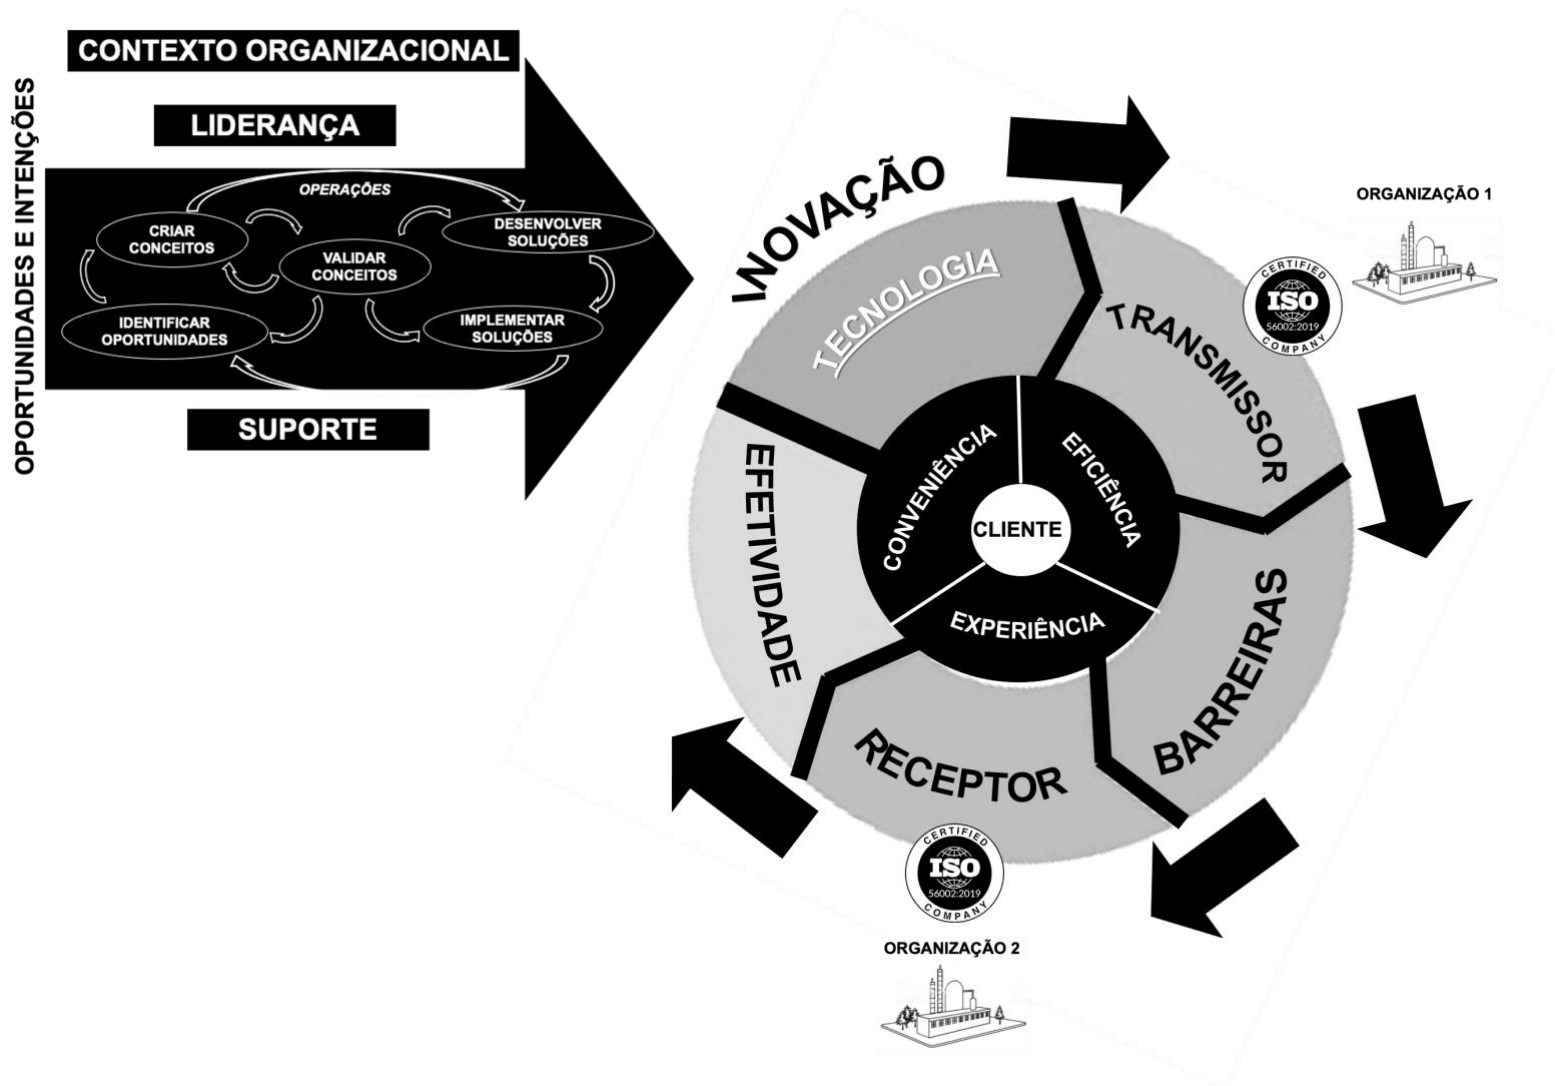 CONTEXTO ORGANIZACIONAL
LIDERANÇA
OPORTUNIDADES E INTENÇÕES
OPERAÇÕES
CRIAR
CONCEITOS
DESENVOLVER
SOLUÇÕES
VALIDAR
CONCEITOS
IDENTIFICAR
OPORTUNIDADES
IMPLEMENTAR
SOLUÇÕES
SUPORTE
INOVAÇÃO
TECNOLOGIA
TRANSMISSOR
BARREIRAS
RECEPTOR
EFETIVIDADE
CONVENIÊNCIA
EFICIÊNCIA
EXPERIÊNCIA
CLIENTE
ORGANIZAÇÃO 1
CERTIFIED
ISO
56002:2019
COMPANY
CERTIFIED
ISO
56002:2019
COMPANY
ORGANIZAÇÃO 2